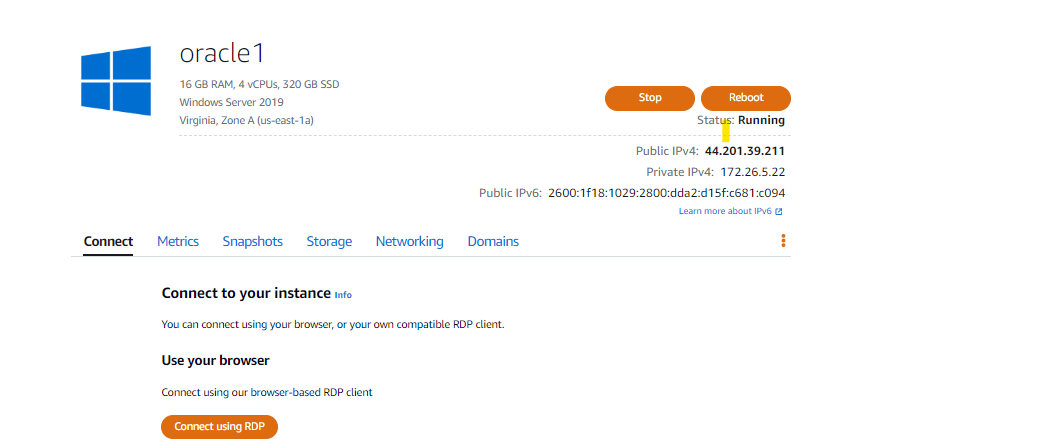 oracle1
16 GB RAM, 4 vCPUs, 320 GB SSD
Windows Server 2019
Virginia, Zone A (us-east-1a)
Stop Reboot
Status: Running
Public IPv4: 44.201.39.211
Private IPv4: 172.26.5.22
Public IPv6: 2600:1f18:1029:2800:dda2:d15f:c681:c094
Learn more about IPv6
Connect Metrics Snapshots Storage Networking Domains
Connect to your instance Info
You can connect using your browser, or your own compatible RDP client.
Use your browser
Connect using our browser-based RDP client
Connect using RDP